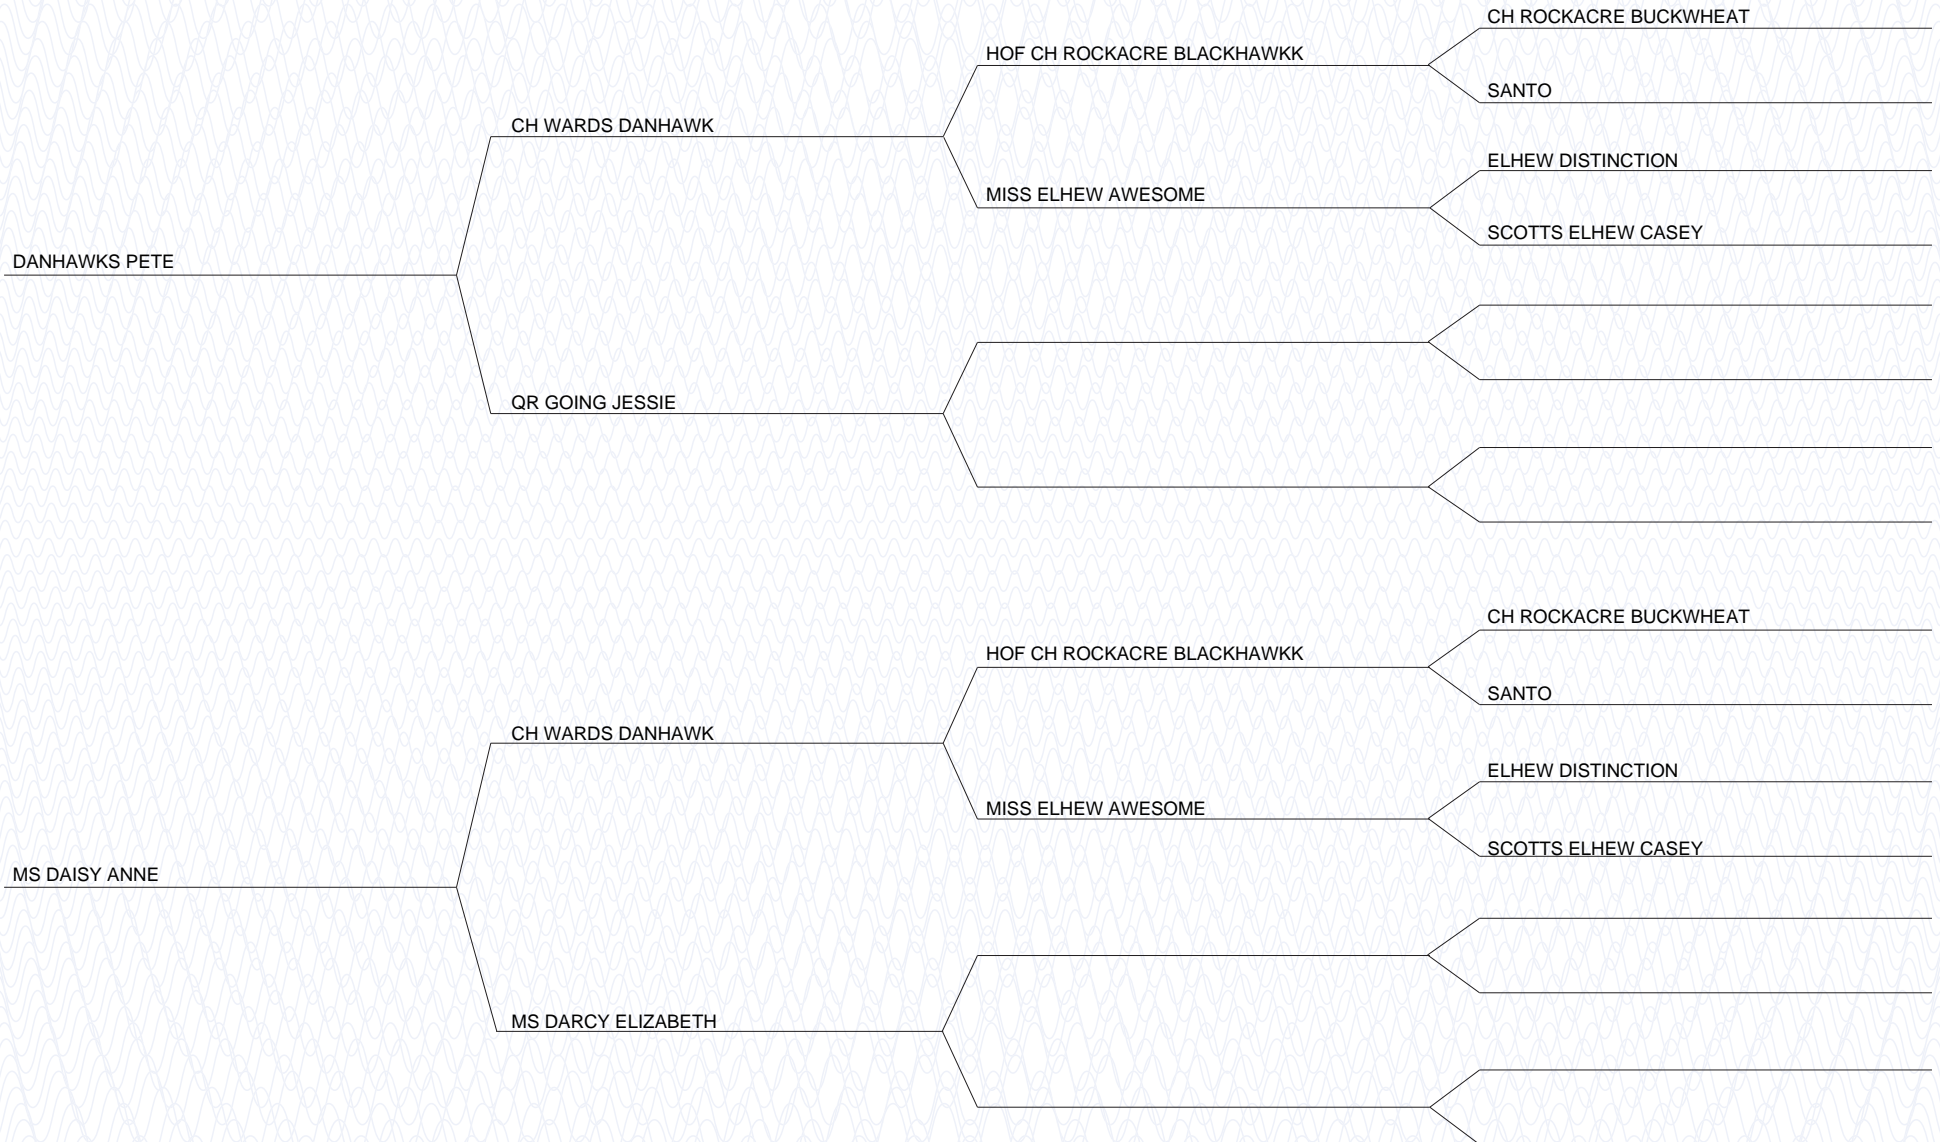 CH ROCKACRE BUCKWHEAT
HOF CH ROCKACRE BLACKHAWKK
SANTO
CH WARDS DANHAWK
ELHEW DISTINCTION
MISS ELHEW AWESOME
SCOTTS ELHEW CASEY
DANHAWKS PETE
QR GOING JESSIE
CH ROCKACRE BUCKWHEAT
HOF CH ROCKACRE BLACKHAWKK
SANTO
CH WARDS DANHAWK
ELHEW DISTINCTION
MISS ELHEW AWESOME
SCOTTS ELHEW CASEY
MS DAISY ANNE
MS DARCY ELIZABETH